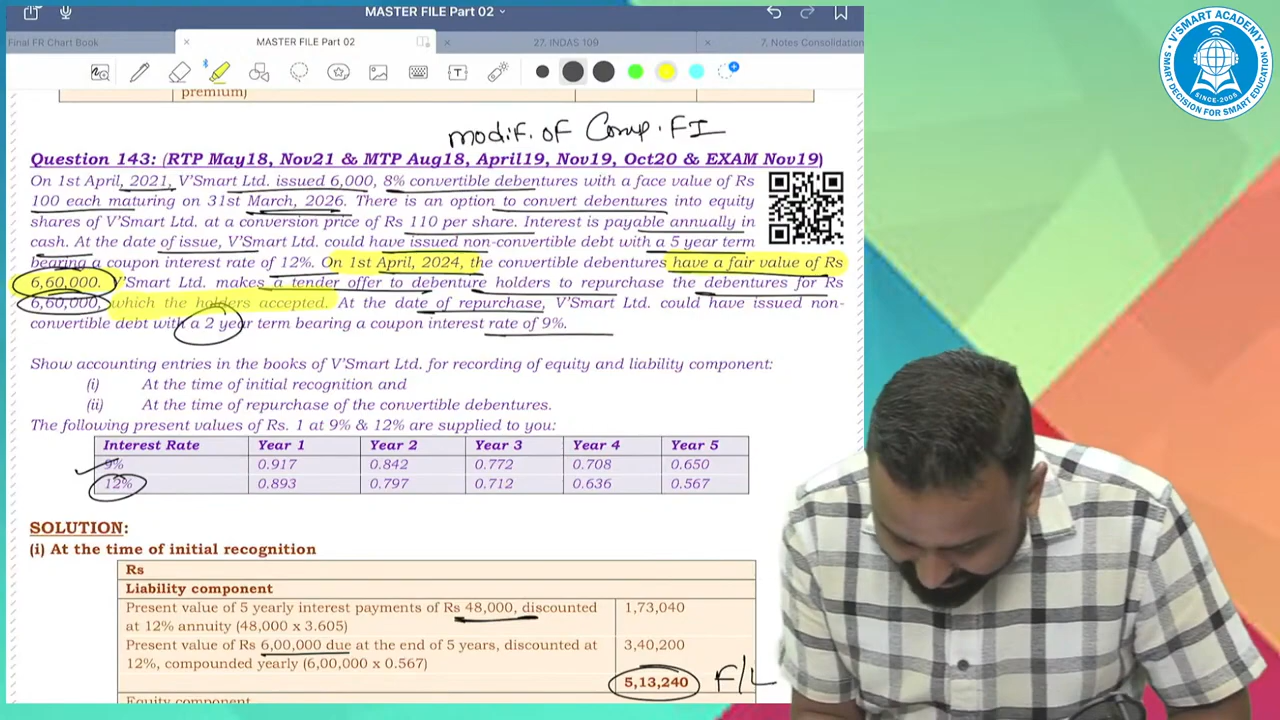 MASTER FILE Part 02
Final FR Chart Book
MASTER FILE Part 02
27. INDAS 109
7. Notes Consolidation
V'SMART ACADEMY
SINCE-2008
SMART DECISION FOR SMART EDUCATION
premium)
modif. of Comp. FI
Question 143: (RTP May18, Nov21 & MTP Aug18, April19, Nov19, Oct20 & EXAM Nov19)
On 1st April, 2021, V'Smart Ltd. issued 6,000, 8% convertible debentures with a face value of Rs
100 each maturing on 31st March, 2026. There is an option to convert debentures into equity
shares of V'Smart Ltd. at a conversion price of Rs 110 per share. Interest is payable annually in
cash. At the date of issue, V'Smart Ltd. could have issued non-convertible debt with a 5 year term
bearing a coupon interest rate of 12%. On 1st April, 2024, the convertible debentures have a fair value of Rs
6,60,000. V'Smart Ltd. makes a tender offer to debenture holders to repurchase the debentures for Rs
6,60,000, which the holders accepted. At the date of repurchase, V'Smart Ltd. could have issued non-
convertible debt with a 2 year term bearing a coupon interest rate of 9%.
Show accounting entries in the books of V'Smart Ltd. for recording of equity and liability component:
(i) At the time of initial recognition and
(ii) At the time of repurchase of the convertible debentures.
The following present values of Rs. 1 at 9% & 12% are supplied to you:
Interest Rate Year 1 Year 2 Year 3 Year 4 Year 5
9% 0.917 0.842 0.772 0.708 0.650
12% 0.893 0.797 0.712 0.636 0.567
SOLUTION:
(i) At the time of initial recognition
Rs
Liability component
Present value of 5 yearly interest payments of Rs 48,000, discounted 1,73,040
at 12% annuity (48,000 x 3.605)
Present value of Rs 6,00,000 due at the end of 5 years, discounted at 3,40,200
12%, compounded yearly (6,00,000 x 0.567)
5,13,240 F/L
Equity component